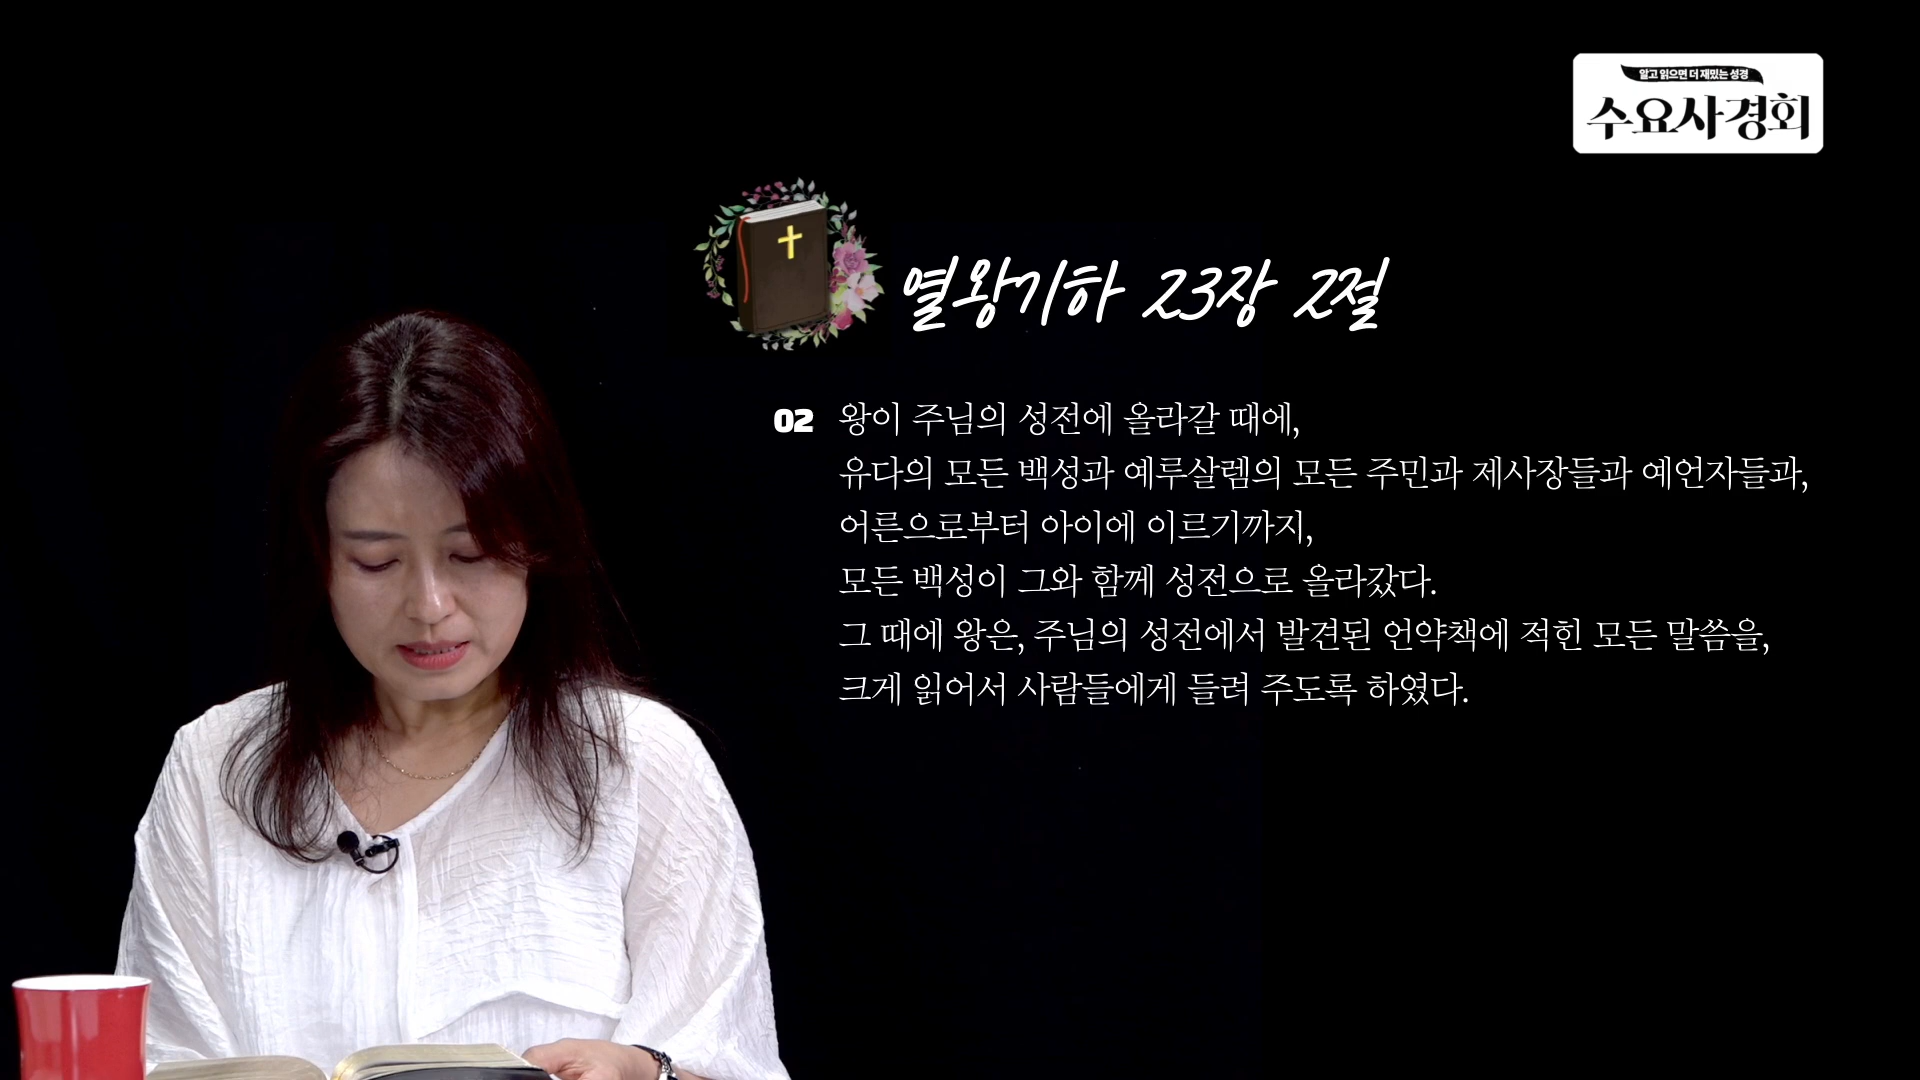 알고 읽으면 더 재밌는 성경
수요사경회
열왕기하 23장 2절
02 왕이 주님의 성전에 올라갈 때에,
유다의 모든 백성과 예루살렘의 모든 주민과 제사장들과 예언자들과,
어른으로부터 아이에 이르기까지,
모든 백성이 그와 함께 성전으로 올라갔다.
그 때에 왕은, 주님의 성전에서 발견된 언약책에 적힌 모든 말씀을,
크게 읽어서 사람들에게 들려 주도록 하였다.